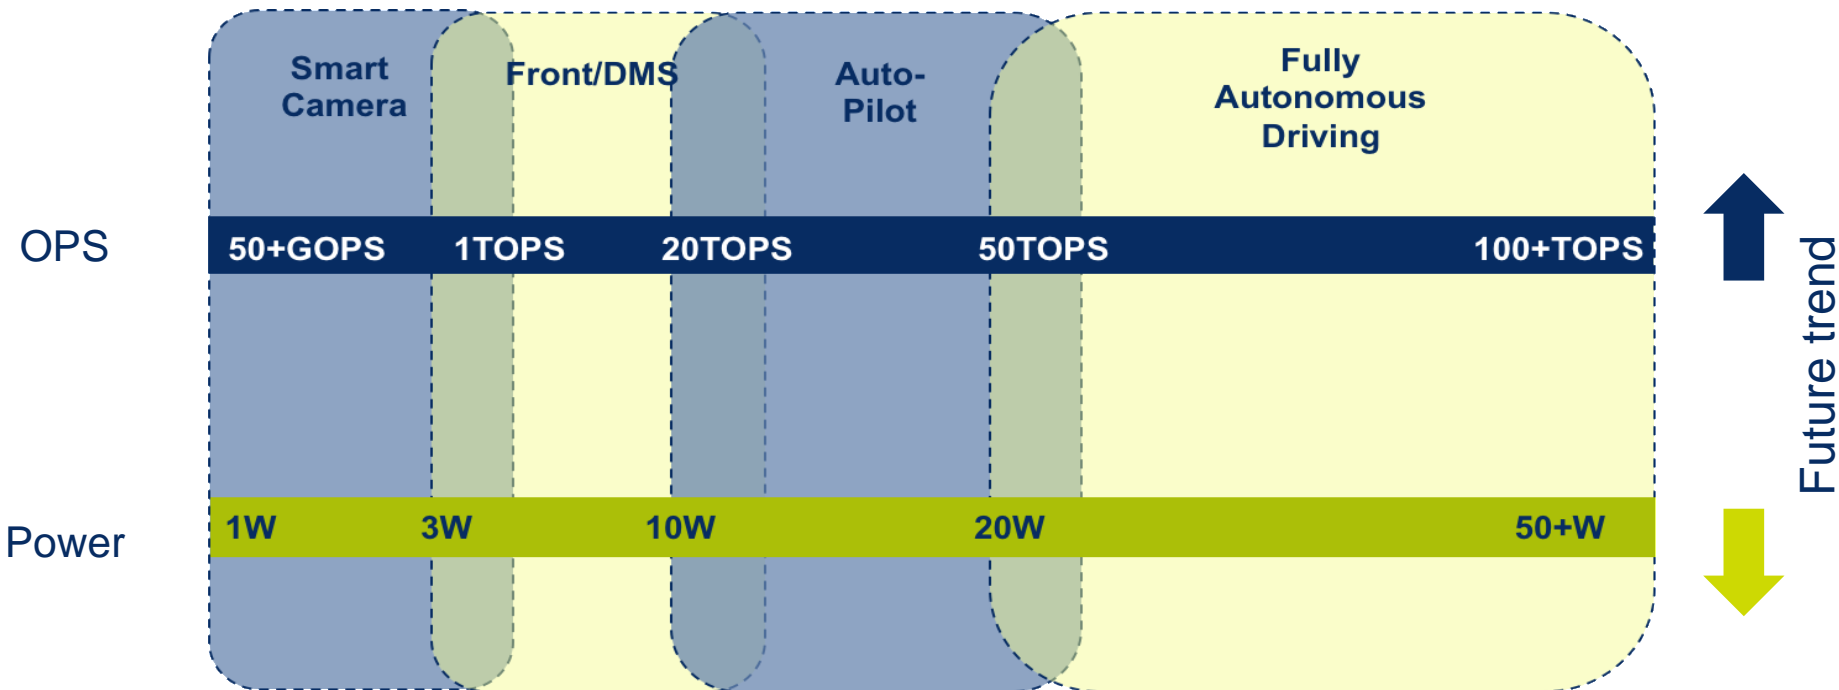 Smart
Camera
Front/DMS
Auto-
Pilot
Fully
Autonomous
Driving
OPS
50+GOPS
1TOPS
20TOPS
50TOPS
100+TOPS
Power
1W
3W
10W
20W
50+W
Future trend